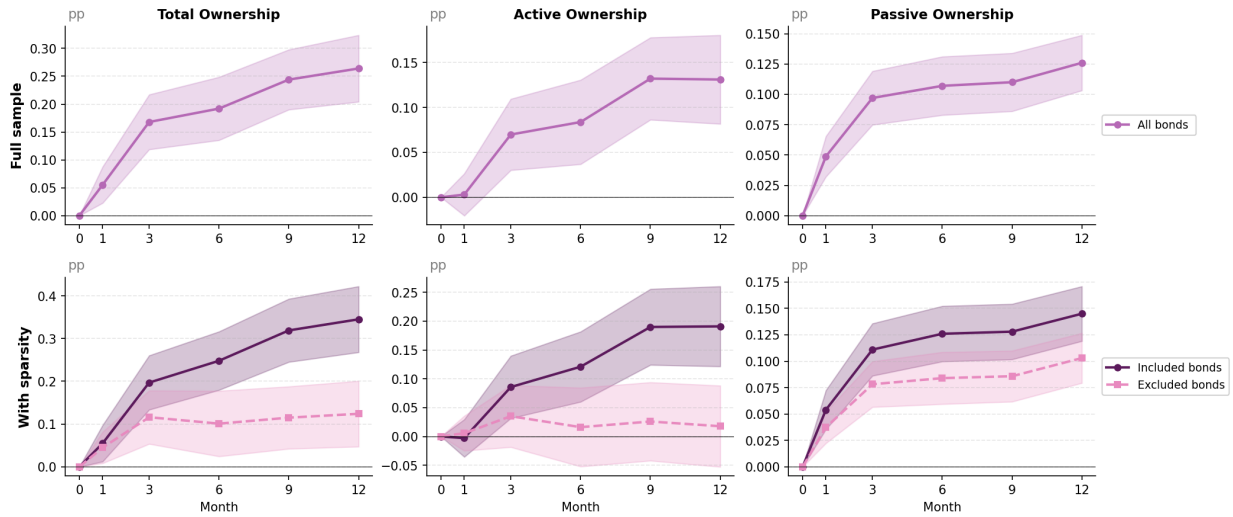 Total Ownership
Active Ownership
Passive Ownership
Full sample
pp
0.30
0.25
0.20
0.15
0.10
0.05
0.00
0 1 3 6 9 12
pp
0.15
0.10
0.05
0.00
0 1 3 6 9 12
pp
0.150
0.125
0.100
0.075
0.050
0.025
0.000
0 1 3 6 9 12
All bonds
With sparsity
pp
0.4
0.3
0.2
0.1
0.0
0 1 3 6 9 12
Month
pp
0.25
0.20
0.15
0.10
0.05
0.00
−0.05
0 1 3 6 9 12
Month
pp
0.175
0.150
0.125
0.100
0.075
0.050
0.025
0.000
0 1 3 6 9 12
Month
Included bonds
Excluded bonds